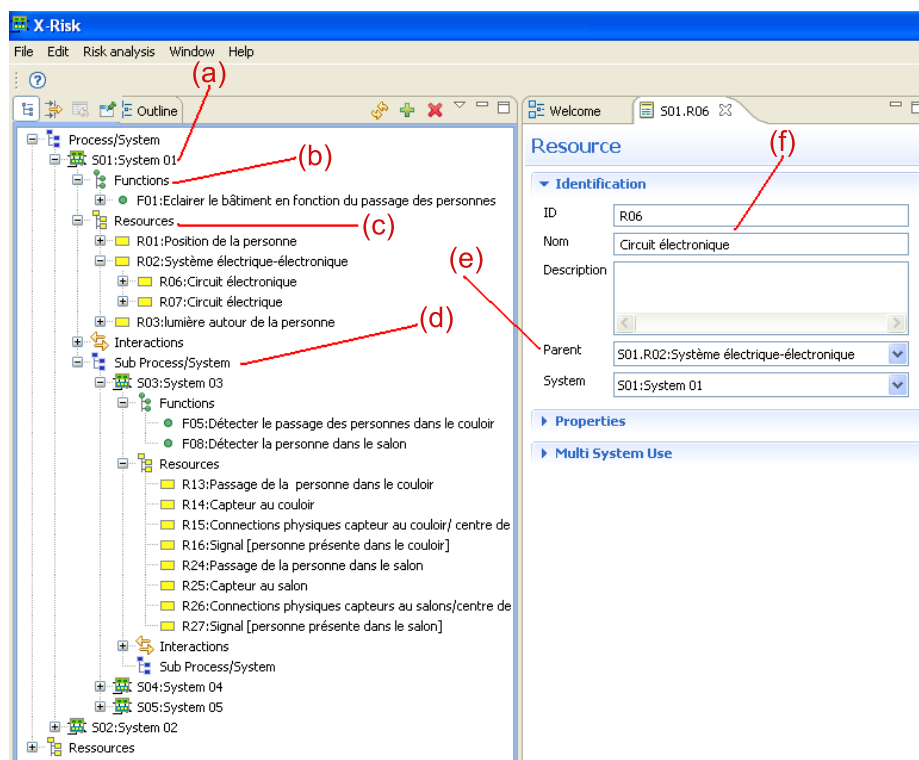 X-Risk
File Edit Risk analysis Window Help
(a)
Outline
Process/System
S01:System 01
(b)
Functions
F01:Eclairer le bâtiment en fonction du passage des personnes
Resources
(c)
R01:Position de la personne
R02:Système électrique-électronique
R06:Circuit électronique
R07:Circuit électrique
R03:lumière autour de la personne
(d)
Interactions
Sub Process/System
S03:System 03
Functions
F05:Détecter le passage des personnes dans le couloir
F08:Détecter la personne dans le salon
Resources
R13:Passage de la personne dans le couloir
R14:Capteur au couloir
R15:Connections physiques capteur au couloir/ centre de
R16:Signal [personne présente dans le couloir]
R24:Passage de la personne dans le salon
R25:Capteur au salon
R26:Connections physiques capteurs au salons/centre de
R27:Signal [personne présente dans le salon]
Interactions
Sub Process/System
S04:System 04
S05:System 05
S02:System 02
Ressources
Welcome S01.R06
Resource
(f)
Identification
ID R06
Nom Circuit électronique
(e)
Description
Parent S01.R02:Système électrique-électronique
System S01:System 01
Properties
Multi System Use